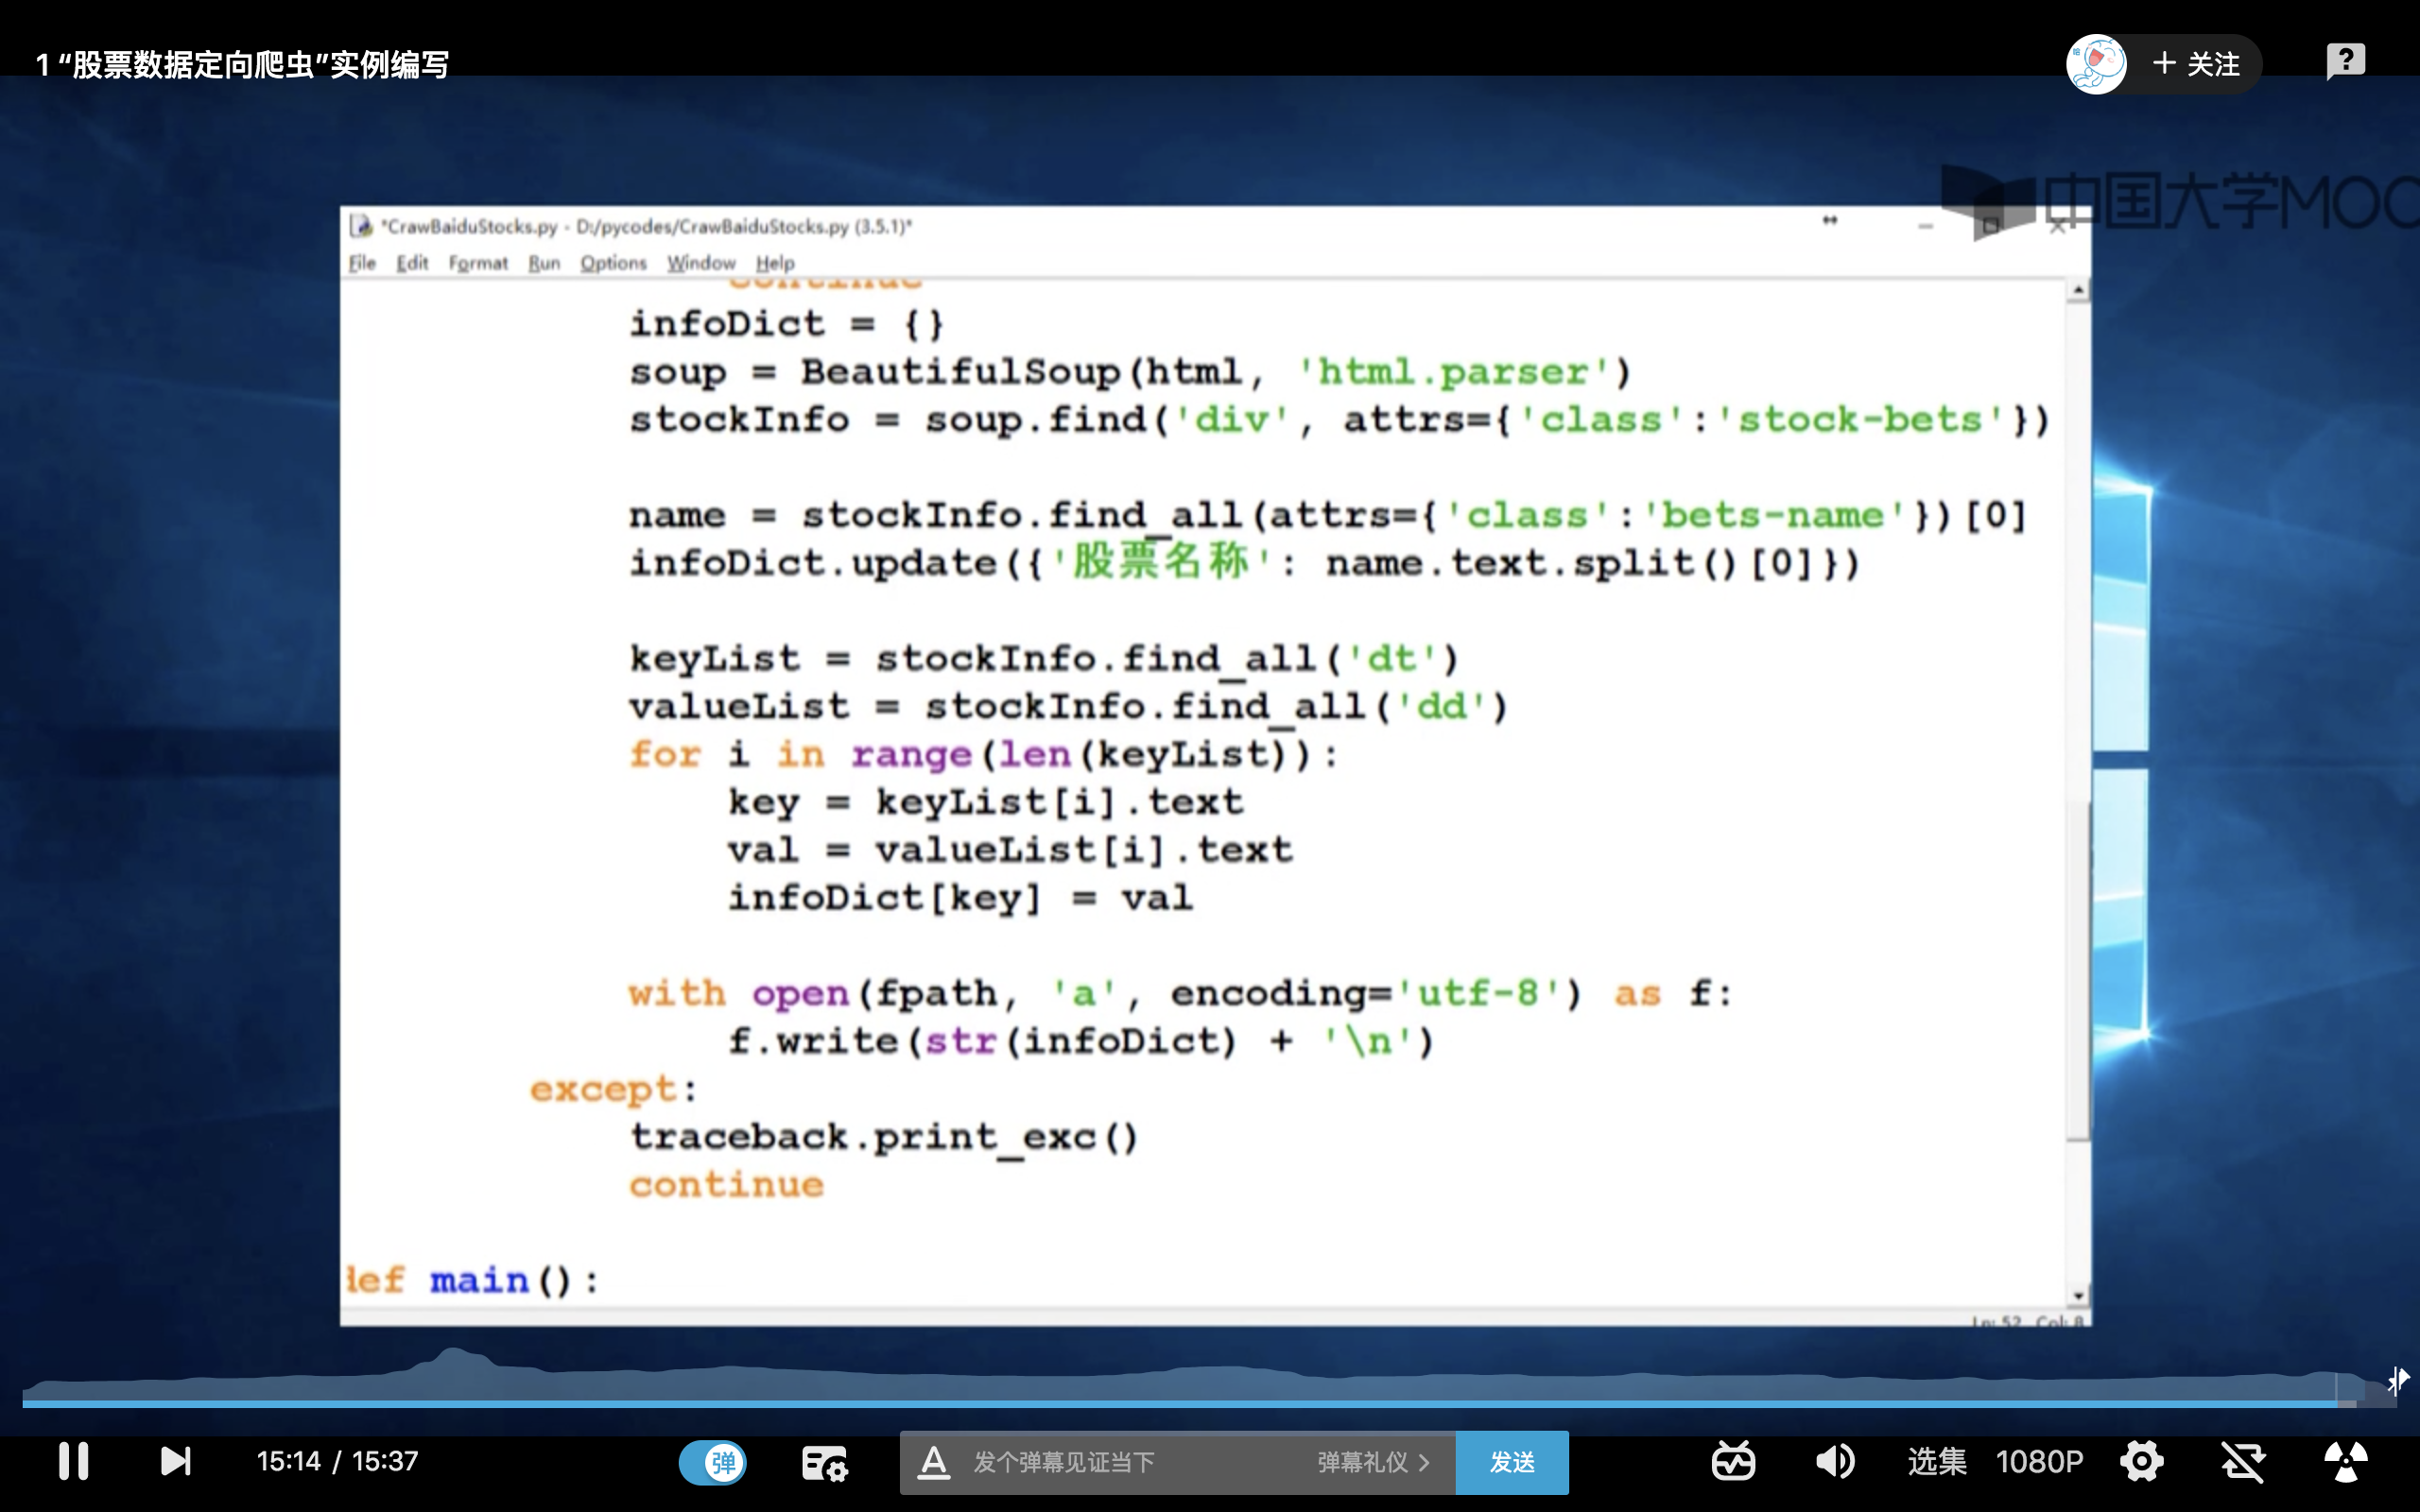 1 “股票数据定向爬虫”实例编写
+ 关注
?
中国大学MOO
*CrawBaiduStocks.py - D:/pycodes/CrawBaiduStocks.py (3.5.1)*
File Edit Format Run Options Window Help
continue
infoDict = {}
soup = BeautifulSoup(html, 'html.parser')
stockInfo = soup.find('div', attrs={'class':'stock-bets'})
name = stockInfo.find_all(attrs={'class':'bets-name'})[0]
infoDict.update({'股票名称': name.text.split()[0]})
keyList = stockInfo.find_all('dt')
valueList = stockInfo.find_all('dd')
for i in range(len(keyList)):
key = keyList[i].text
val = valueList[i].text
infoDict[key] = val
with open(fpath, 'a', encoding='utf-8') as f:
f.write(str(infoDict) + '\n')
except:
traceback.print_exc()
continue
def main():
Ln: 52 Col: 8
15:14 / 15:37
弹
A 发个弹幕见证当下 弹幕礼仪 > 发送
选集 1080P